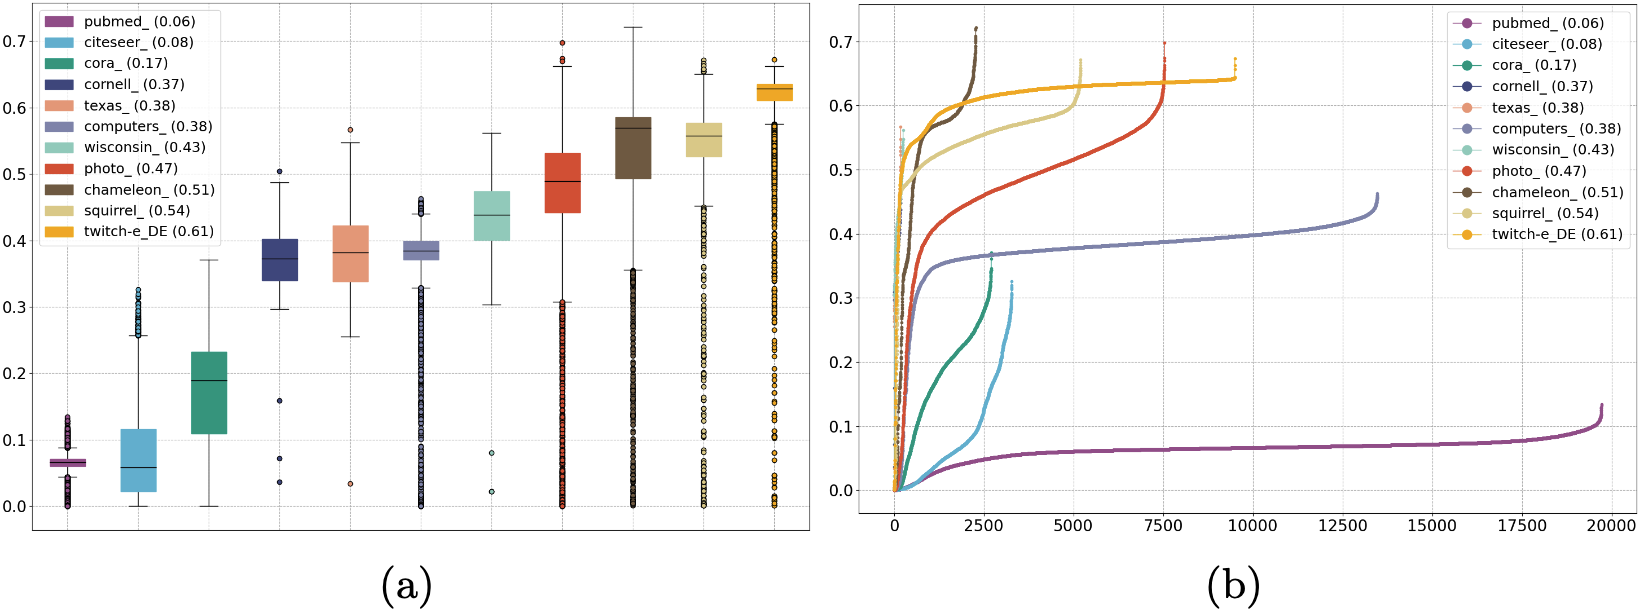 pubmed_ (0.06)
citeseer_ (0.08)
cora_ (0.17)
cornell_ (0.37)
texas_ (0.38)
computers_ (0.38)
wisconsin_ (0.43)
photo_ (0.47)
chameleon_ (0.51)
squirrel_ (0.54)
twitch-e_DE (0.61)
0.7
0.6
0.5
0.4
0.3
0.2
0.1
0.0
(a)
pubmed_ (0.06)
citeseer_ (0.08)
cora_ (0.17)
cornell_ (0.37)
texas_ (0.38)
computers_ (0.38)
wisconsin_ (0.43)
photo_ (0.47)
chameleon_ (0.51)
squirrel_ (0.54)
twitch-e_DE (0.61)
0.7
0.6
0.5
0.4
0.3
0.2
0.1
0.0
0 2500 5000 7500 10000 12500 15000 17500 20000
(b)